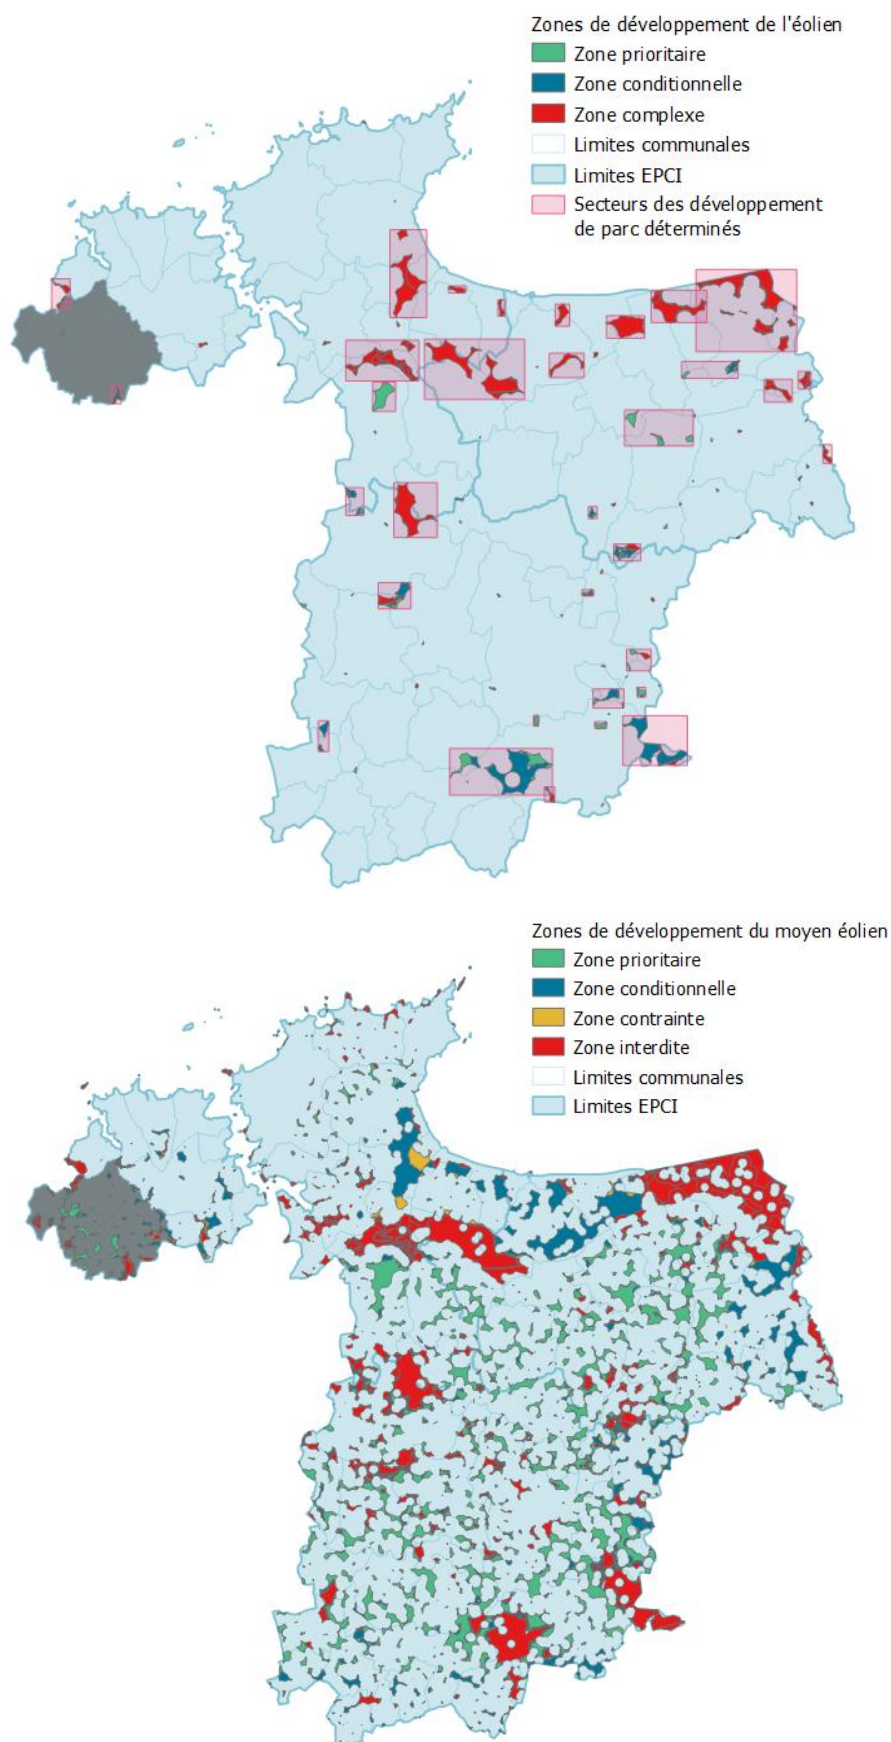 Zones de développement de l'éolien
Zone prioritaire
Zone conditionnelle
Zone complexe
Limites communales
Limites EPCI
Secteurs des développement
de parc déterminés
Zones de développement du moyen éolien
Zone prioritaire
Zone conditionnelle
Zone contrainte
Zone interdite
Limites communales
Limites EPCI